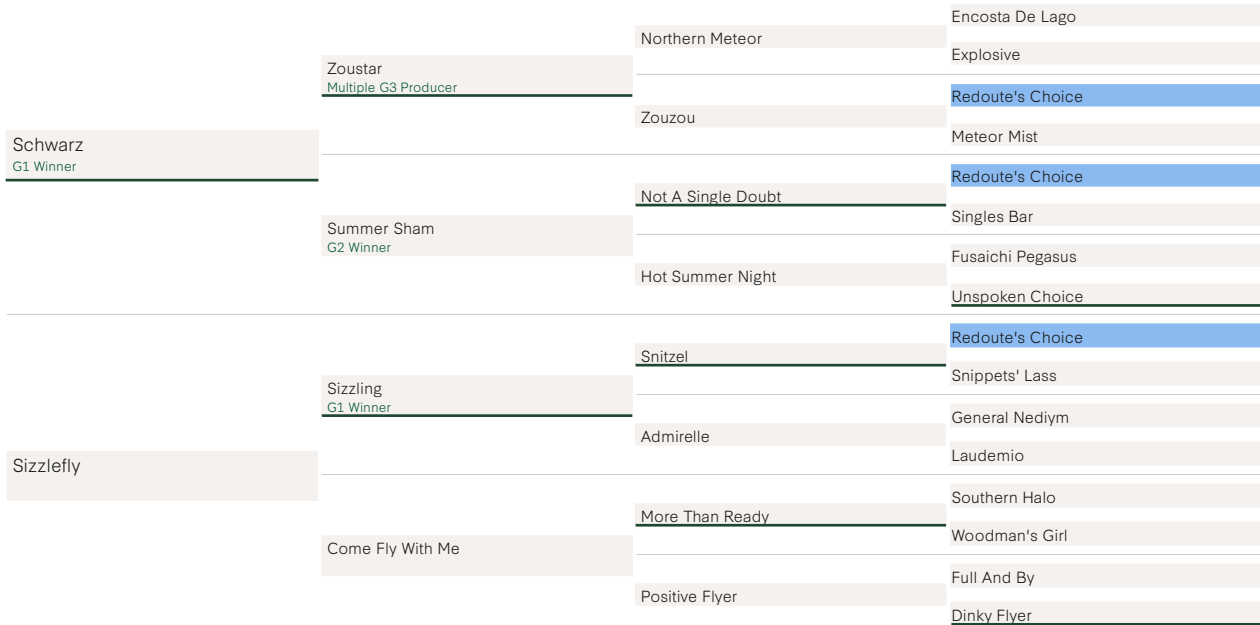 Schwarz
G1 Winner
Sizzlefly
Zoustar
Multiple G3 Producer
Summer Sham
G2 Winner
Sizzling
G1 Winner
Come Fly With Me
Northern Meteor
Zouzou
Not A Single Doubt
Hot Summer Night
Snitzel
Admirelle
More Than Ready
Positive Flyer
Encosta De Lago
Explosive
Redoute's Choice
Meteor Mist
Redoute's Choice
Singles Bar
Fusaichi Pegasus
Unspoken Choice
Redoute's Choice
Snippets' Lass
General Nediym
Laudemio
Southern Halo
Woodman's Girl
Full And By
Dinky Flyer